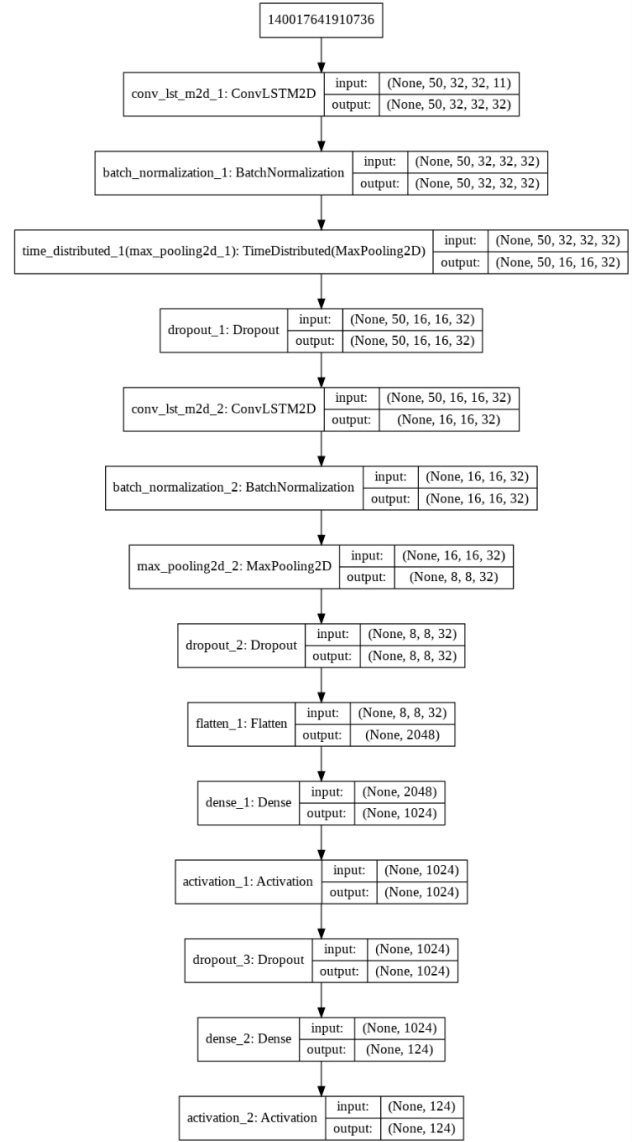 140017641910736
conv_lst_m2d_1: ConvLSTM2D
input: (None, 50, 32, 32, 11)
output: (None, 50, 32, 32, 32)
batch_normalization_1: BatchNormalization
input: (None, 50, 32, 32, 32)
output: (None, 50, 32, 32, 32)
time_distributed_1(max_pooling2d_1): TimeDistributed(MaxPooling2D)
input: (None, 50, 32, 32, 32)
output: (None, 50, 16, 16, 32)
dropout_1: Dropout
input: (None, 50, 16, 16, 32)
output: (None, 50, 16, 16, 32)
conv_lst_m2d_2: ConvLSTM2D
input: (None, 50, 16, 16, 32)
output: (None, 16, 16, 32)
batch_normalization_2: BatchNormalization
input: (None, 16, 16, 32)
output: (None, 16, 16, 32)
max_pooling2d_2: MaxPooling2D
input: (None, 16, 16, 32)
output: (None, 8, 8, 32)
dropout_2: Dropout
input: (None, 8, 8, 32)
output: (None, 8, 8, 32)
flatten_1: Flatten
input: (None, 8, 8, 32)
output: (None, 2048)
dense_1: Dense
input: (None, 2048)
output: (None, 1024)
activation_1: Activation
input: (None, 1024)
output: (None, 1024)
dropout_3: Dropout
input: (None, 1024)
output: (None, 1024)
dense_2: Dense
input: (None, 1024)
output: (None, 124)
activation_2: Activation
input: (None, 124)
output: (None, 124)